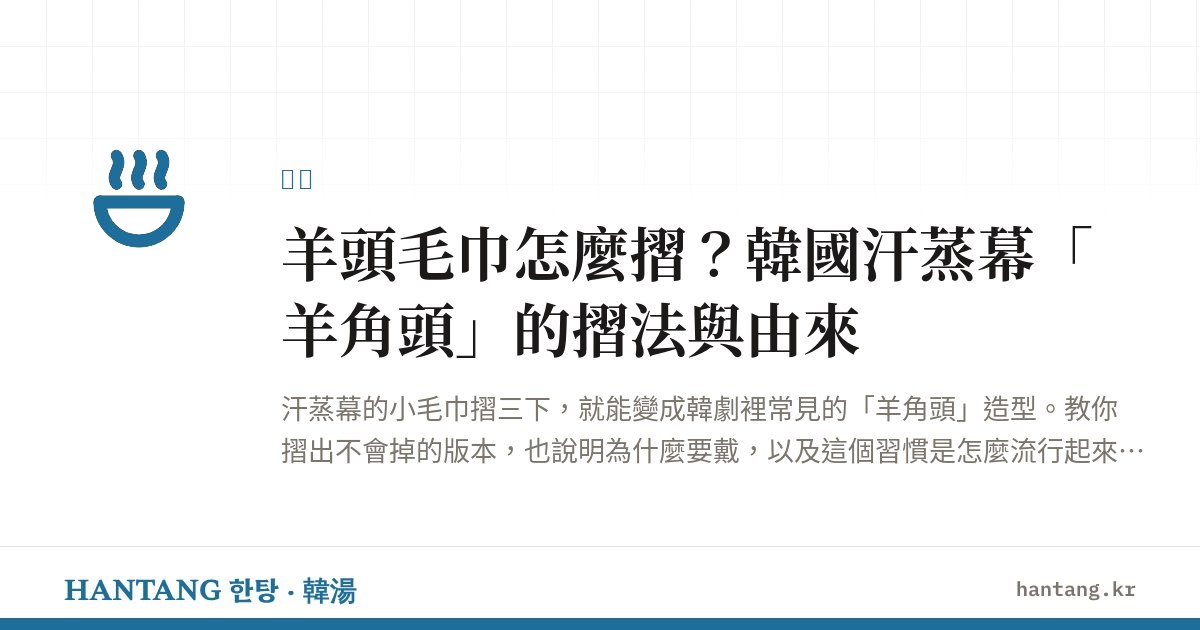 羊頭毛巾怎麼摺？韓國汗蒸幕「
羊角頭」的摺法與由來
汗蒸幕的小毛巾摺三下，就能變成韓劇裡常見的「羊角頭」造型。教你
摺出不會掉的版本，也說明為什麼要戴，以及這個習慣是怎麼流行起來⋯
HANTANG 한탕 · 韓湯
hantang.kr